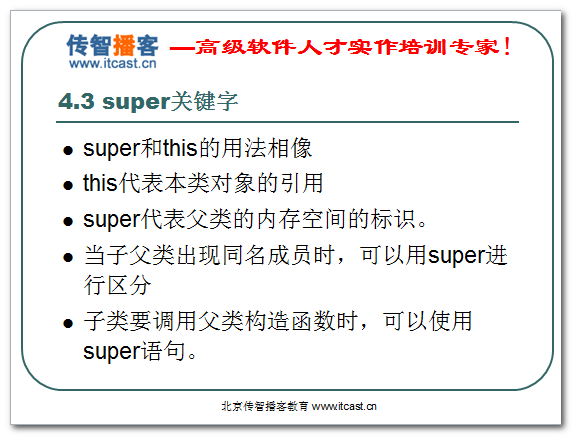 传智播客 —高级软件人才实作培训专家!
www.itcast.cn
4.3 super关键字
● super和this的用法相像
● this代表本类对象的引用
● super代表父类的内存空间的标识。
● 当子父类出现同名成员时，可以用super进
行区分
● 子类要调用父类构造函数时，可以使用
super语句。
北京传智播客教育 www.itcast.cn